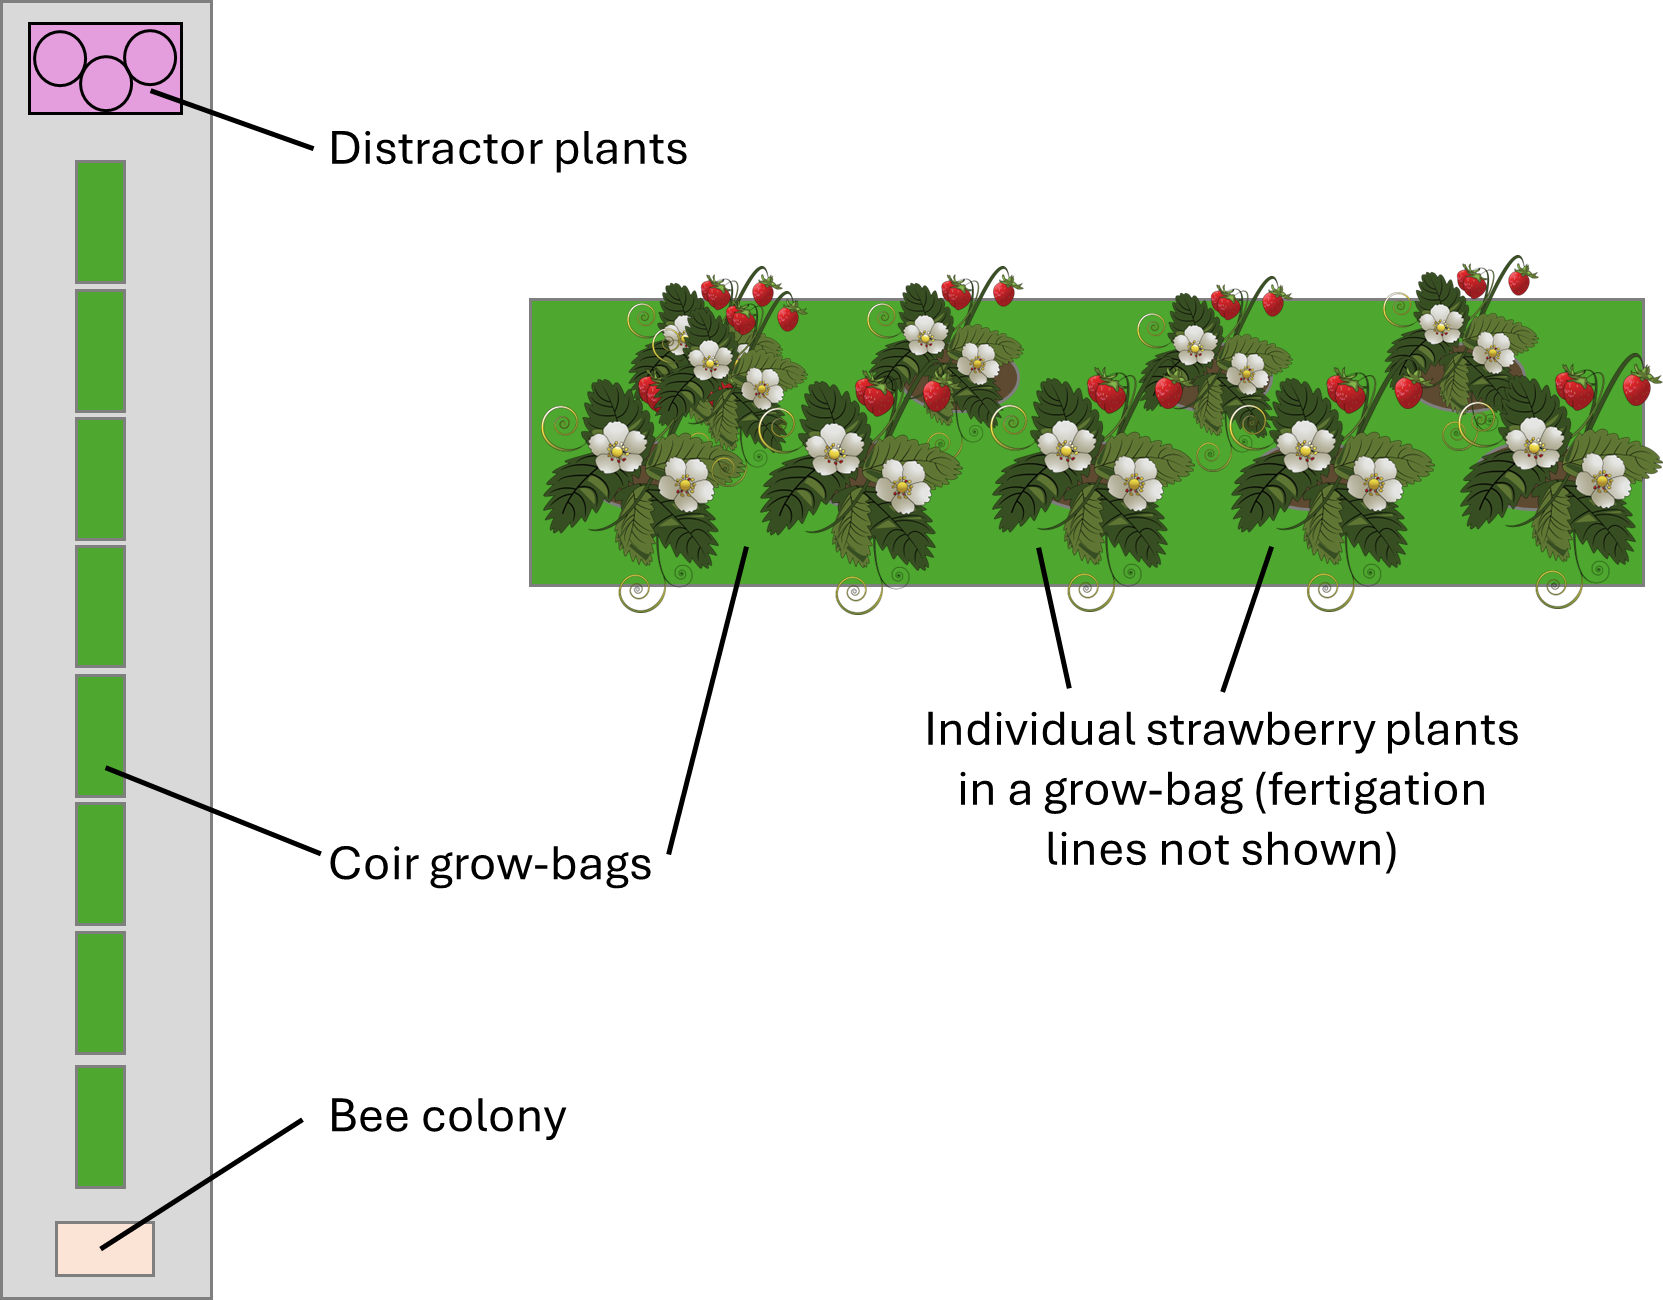 Distractor plants
Individual strawberry plants
in a grow-bag (fertigation
lines not shown)
Coir grow-bags
Bee colony